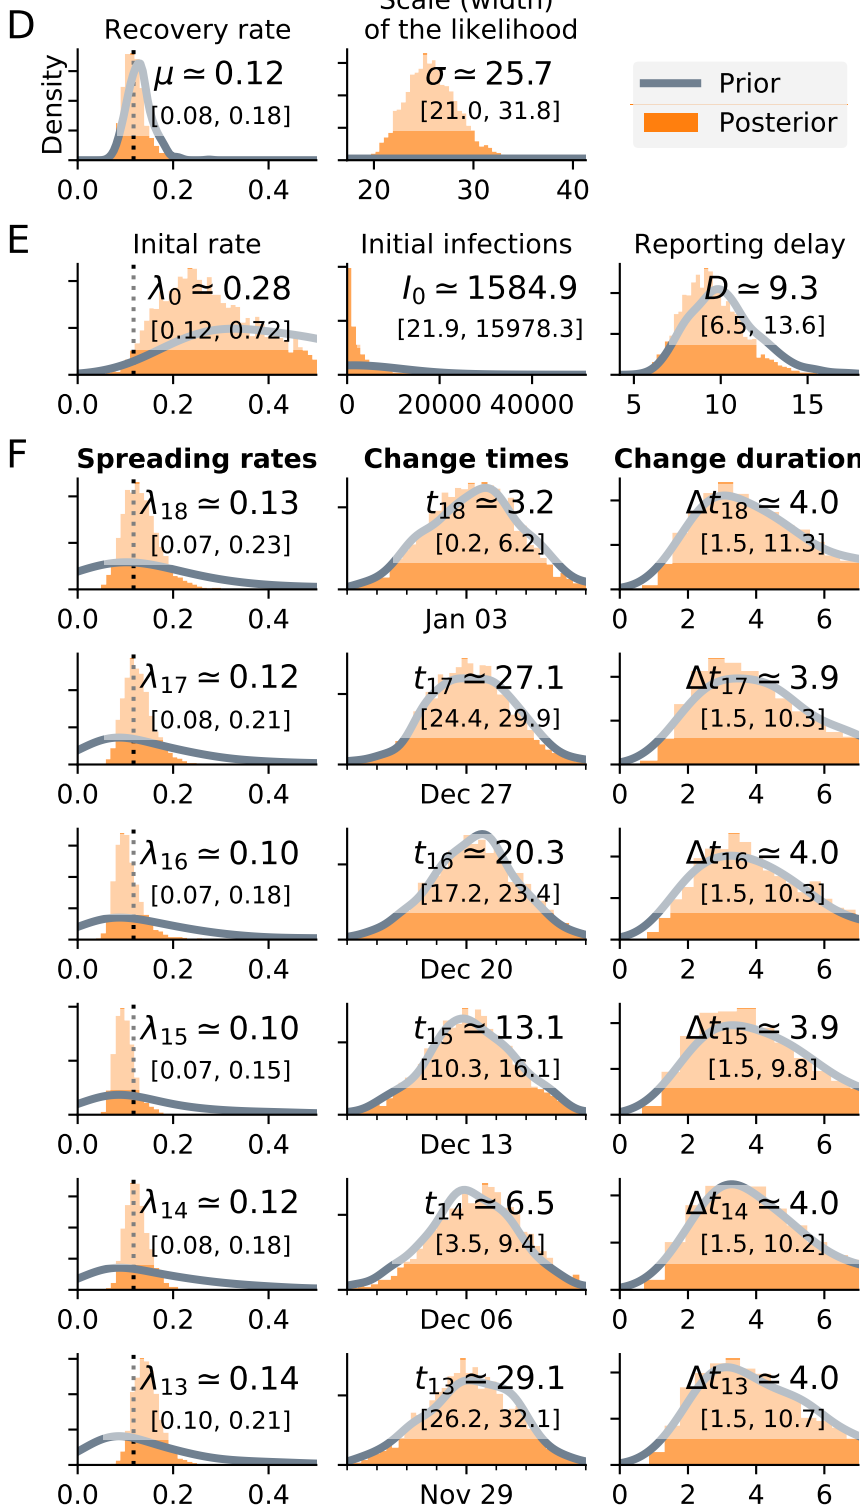 D
Scale (width)
Recovery rate
of the likelihood
Density
μ ≃ 0.12
[0.08, 0.18]
σ ≃ 25.7
[21.0, 31.8]
Prior
Posterior
0.0 0.2 0.4
20 30 40
E
Inital rate
Initial infections
Reporting delay
λ0 ≃ 0.28
[0.12, 0.72]
I0 ≃ 1584.9
[21.9, 15978.3]
D ≃ 9.3
[6.5, 13.6]
0.0 0.2 0.4
0 20000 40000
5 10 15
F
Spreading rates
Change times
Change duration
λ18 ≃ 0.13
[0.07, 0.23]
t18 ≃ 3.2
[0.2, 6.2]
Δt18 ≃ 4.0
[1.5, 11.3]
0.0 0.2 0.4
Jan 03
0 2 4 6
λ17 ≃ 0.12
[0.08, 0.21]
t17 ≃ 27.1
[24.4, 29.9]
Δt17 ≃ 3.9
[1.5, 10.3]
0.0 0.2 0.4
Dec 27
0 2 4 6
λ16 ≃ 0.10
[0.07, 0.18]
t16 ≃ 20.3
[17.2, 23.4]
Δt16 ≃ 4.0
[1.5, 10.3]
0.0 0.2 0.4
Dec 20
0 2 4 6
λ15 ≃ 0.10
[0.07, 0.15]
t15 ≃ 13.1
[10.3, 16.1]
Δt15 ≃ 3.9
[1.5, 9.8]
0.0 0.2 0.4
Dec 13
0 2 4 6
λ14 ≃ 0.12
[0.08, 0.18]
t14 ≃ 6.5
[3.5, 9.4]
Δt14 ≃ 4.0
[1.5, 10.2]
0.0 0.2 0.4
Dec 06
0 2 4 6
λ13 ≃ 0.14
[0.10, 0.21]
t13 ≃ 29.1
[26.2, 32.1]
Δt13 ≃ 4.0
[1.5, 10.7]
0.0 0.2 0.4
Nov 29
0 2 4 6